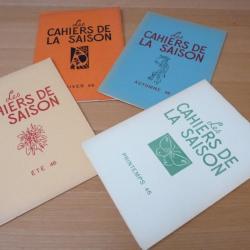 Les
CAHIERS DE
LA SAISON
HIVER 46
Les
CAHIERS DE
LA SAISON
AUTOMNE 46
Les
CAHIERS DE
LA SAISON
ÉTÉ 46
Les
CAHIERS DE
LA SAISON
PRINTEMPS 46